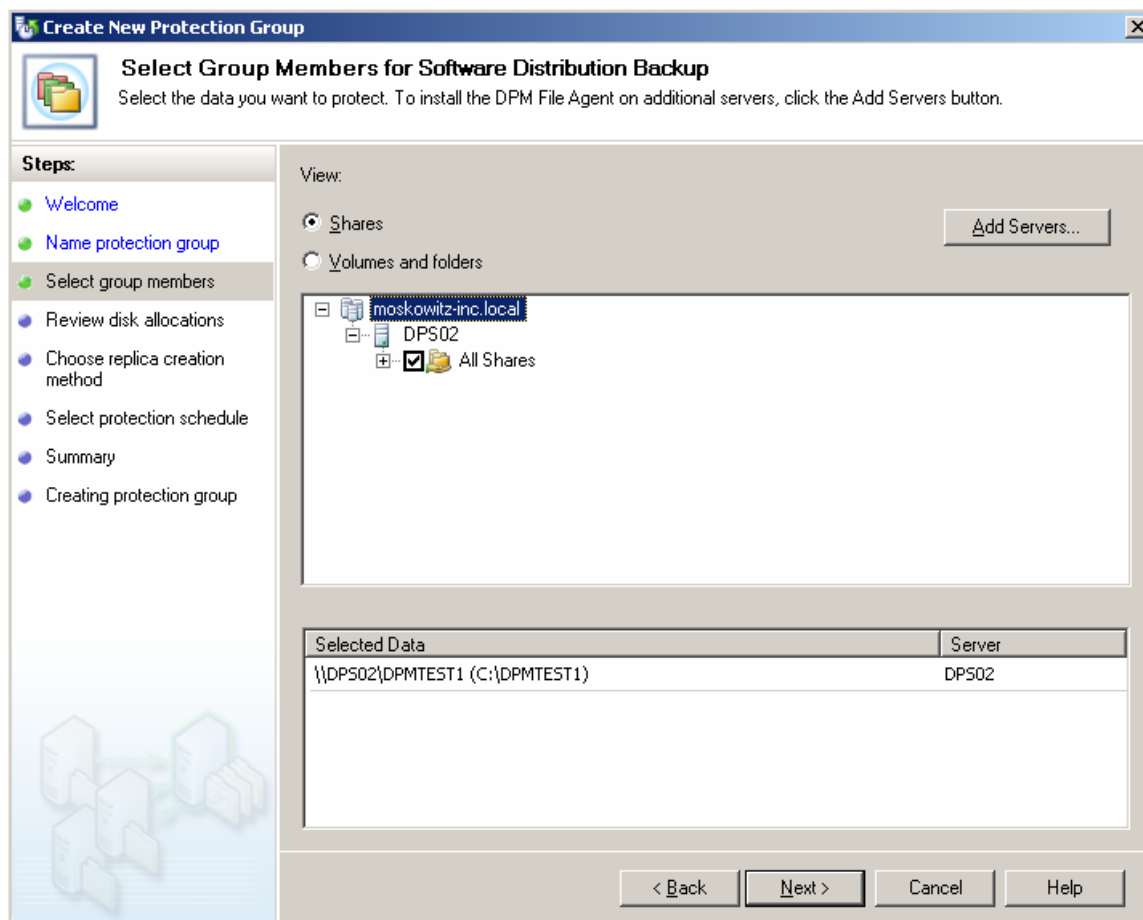 Create New Protection Group
Select Group Members for Software Distribution Backup
Select the data you want to protect. To install the DPM File Agent on additional servers, click the Add Servers button.
Steps:
Welcome
Name protection group
Select group members
Review disk allocations
Choose replica creation
method
Select protection schedule
Summary
Creating protection group
View:
Shares
Add Servers...
Volumes and folders
moskowitz-inc.local
DPS02
All Shares
Selected Data Server
\\DPS02\DPMTEST1 (C:\DPMTEST1) DPS02
< Back Next > Cancel Help